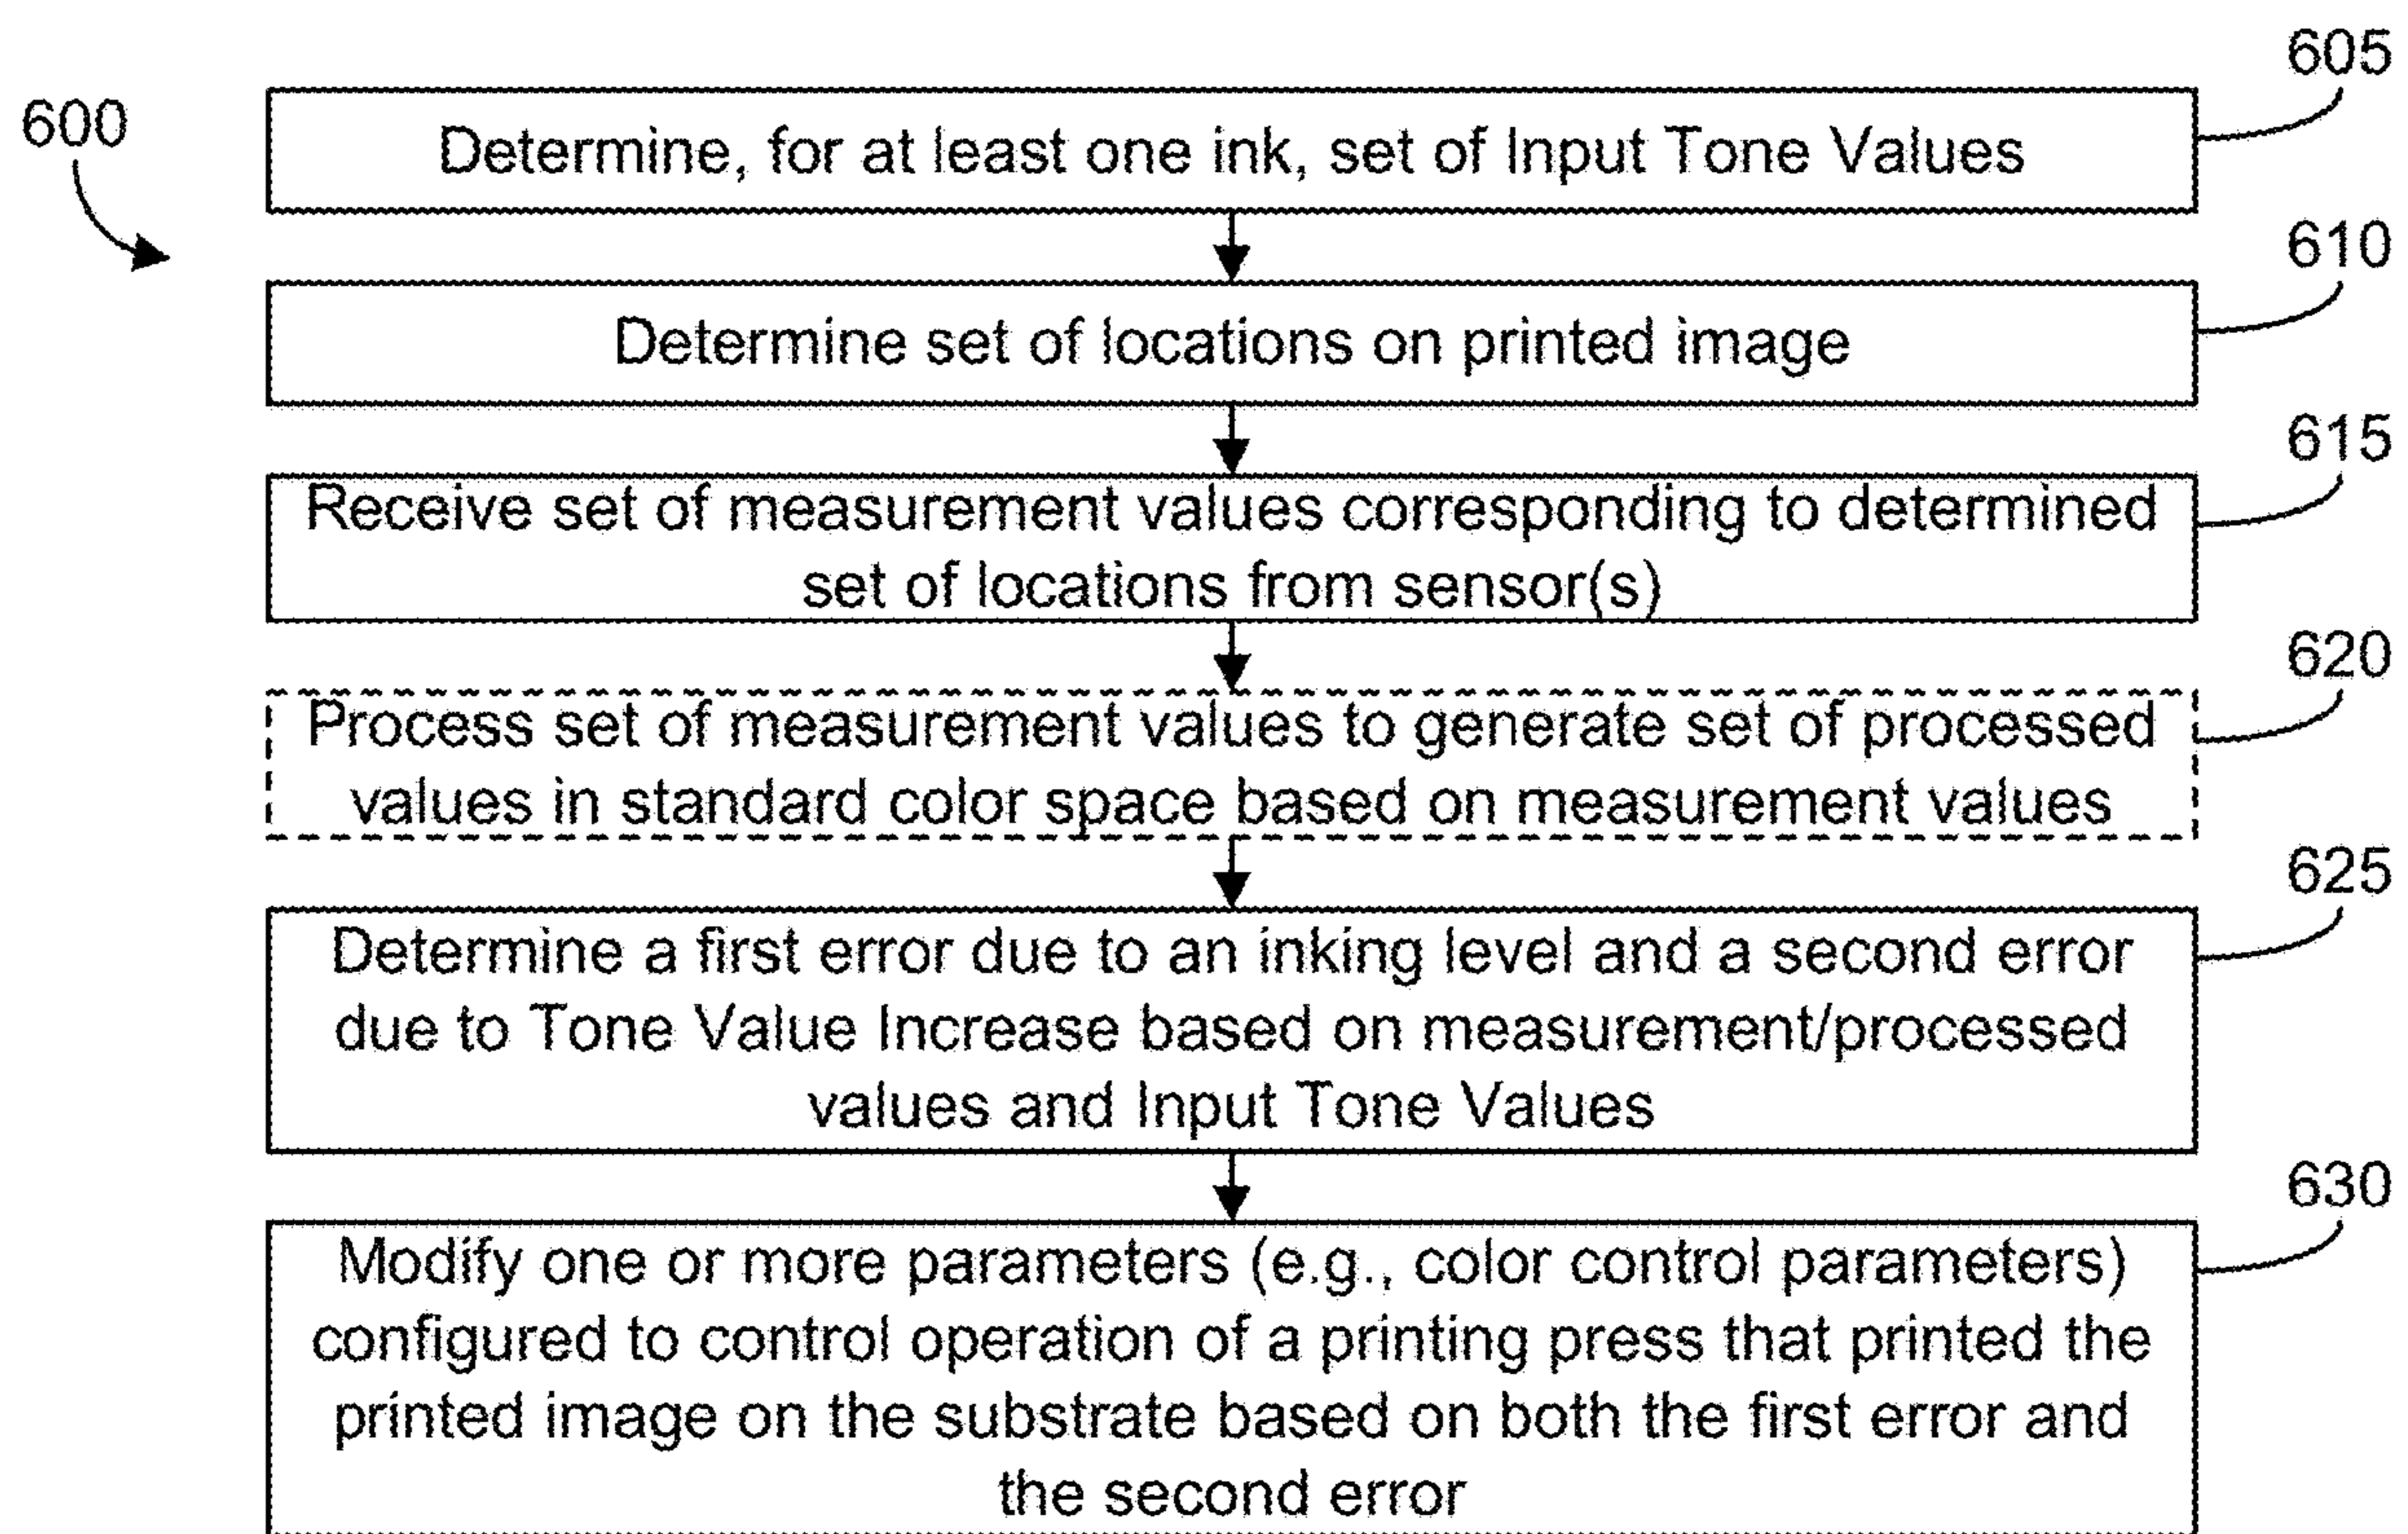 600
605
Determine, for at least one ink, set of Input Tone Values
610
Determine set of locations on printed image
615
Receive set of measurement values corresponding to determined
set of locations from sensor(s)
620
Process set of measurement values to generate set of processed
values in standard color space based on measurement values
625
Determine a first error due to an inking level and a second error
due to Tone Value Increase based on measurement/processed
values and Input Tone Values
630
Modify one or more parameters (e.g., color control parameters)
configured to control operation of a printing press that printed the
printed image on the substrate based on both the first error and
the second error